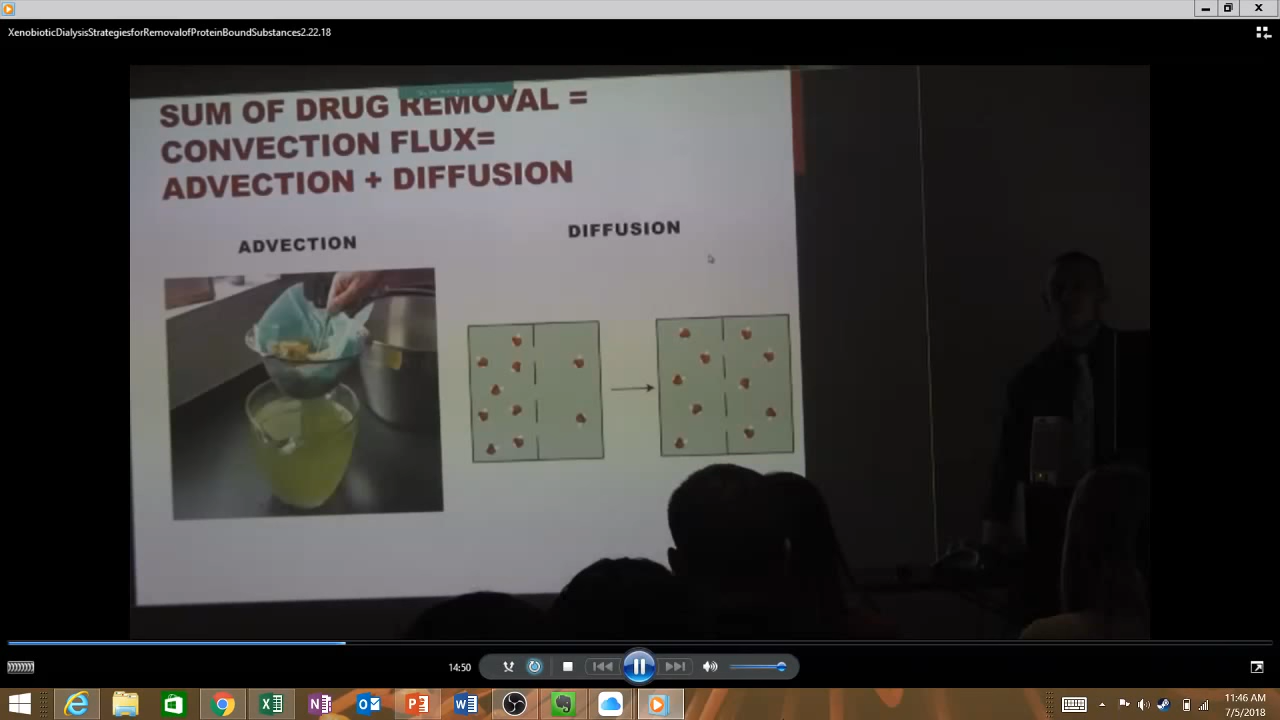 XenobioticDialysisStrategiesforRemovalofProteinBoundSubstances2.22.18
SUM OF DRUG REMOVAL =
CONVECTION FLUX=
ADVECTION + DIFFUSION
ADVECTION
DIFFUSION
14:50
11:46 AM
7/5/2018